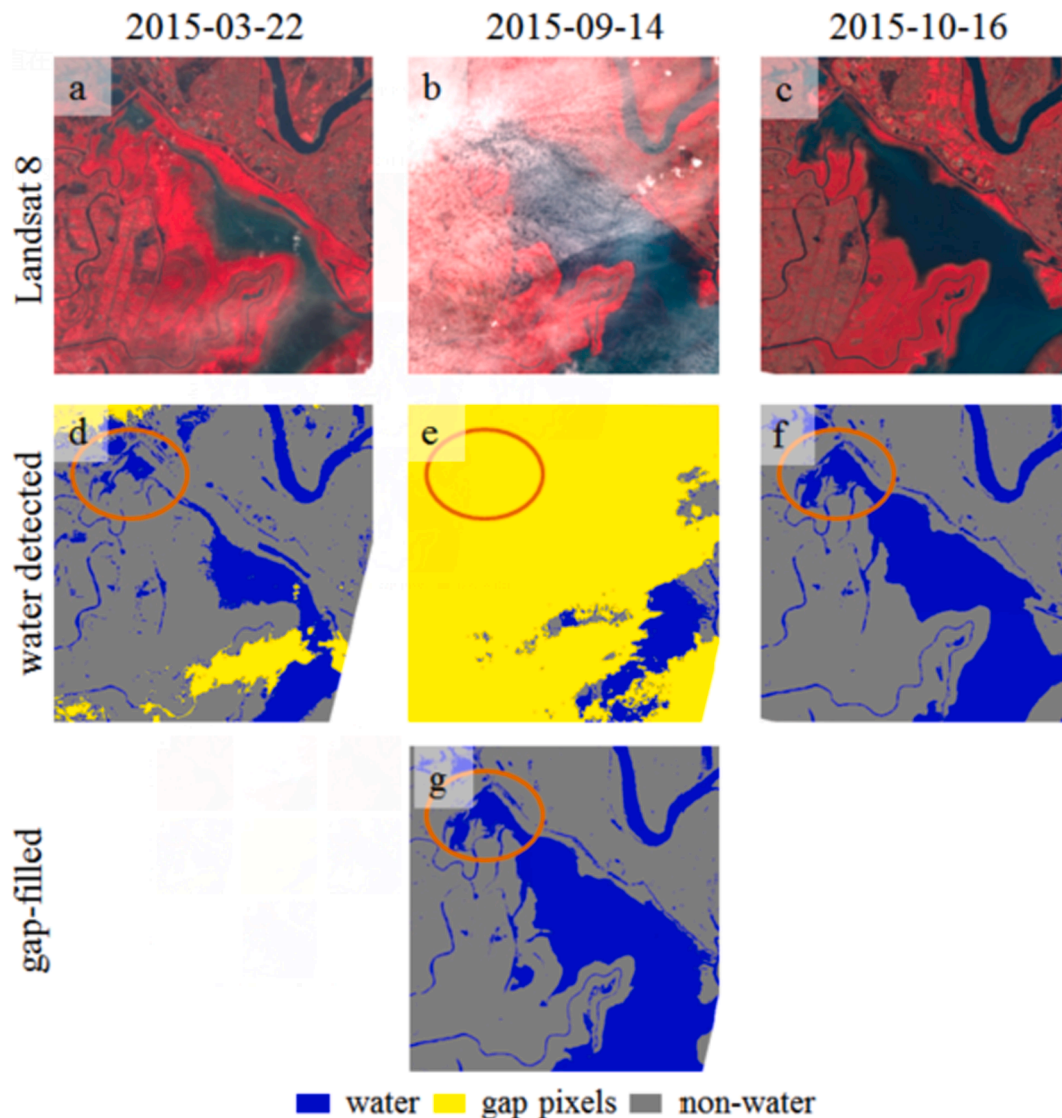 2015-03-22 2015-09-14 2015-10-16
Landsat 8
a b c
water detected
d e f
gap-filled
g
water gap pixels non-water